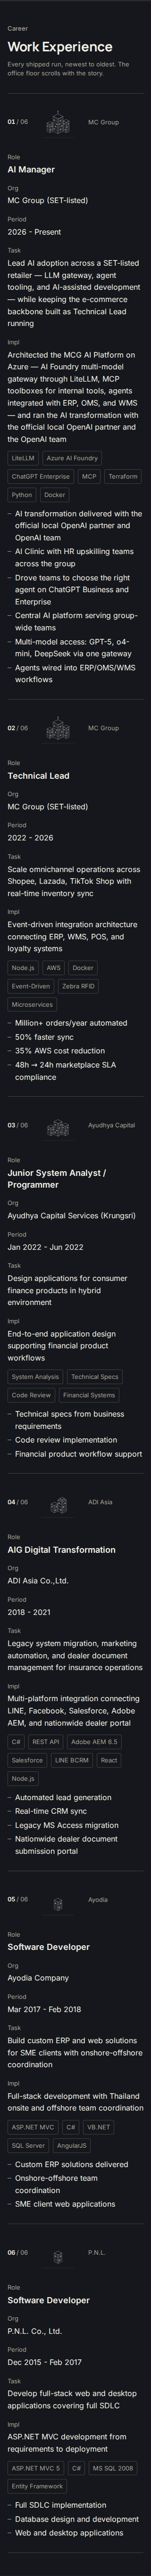 Career
Work Experience
Every shipped run, newest to oldest. The
office floor scrolls with the story.
01 / 06
MC Group
Role
AI Manager
Org
MC Group (SET-listed)
Period
2026 - Present
Task
Lead AI adoption across a SET-listed
retailer — LLM gateway, agent
tooling, and AI-assisted development
— while keeping the e-commerce
backbone built as Technical Lead
running
Impl
Architected the MCG AI Platform on
Azure — AI Foundry multi-model
gateway through LiteLLM, MCP
toolboxes for internal tools, agents
integrated with ERP, OMS, and WMS
— and ran the AI transformation with
the official local OpenAI partner and
the OpenAI team
LiteLLM Azure AI Foundry
ChatGPT Enterprise MCP Terraform
Python Docker
– AI transformation delivered with the
official local OpenAI partner and
OpenAI team
– AI Clinic with HR upskilling teams
across the group
– Drove teams to choose the right
agent on ChatGPT Business and
Enterprise
– Central AI platform serving group-
wide teams
– Multi-model access: GPT-5, o4-
mini, DeepSeek via one gateway
– Agents wired into ERP/OMS/WMS
workflows
02 / 06
MC Group
Role
Technical Lead
Org
MC Group (SET-listed)
Period
2022 - 2026
Task
Scale omnichannel operations across
Shopee, Lazada, TikTok Shop with
real-time inventory sync
Impl
Event-driven integration architecture
connecting ERP, WMS, POS, and
loyalty systems
Node.js AWS Docker
Event-Driven Zebra RFID
Microservices
– Million+ orders/year automated
– 50% faster sync
– 35% AWS cost reduction
– 48h → 24h marketplace SLA
compliance
03 / 06
Ayudhya Capital
Role
Junior System Analyst /
Programmer
Org
Ayudhya Capital Services (Krungsri)
Period
Jan 2022 - Jun 2022
Task
Design applications for consumer
finance products in hybrid
environment
Impl
End-to-end application design
supporting financial product
workflows
System Analysis Technical Specs
Code Review Financial Systems
– Technical specs from business
requirements
– Code review implementation
– Financial product workflow support
04 / 06
ADI Asia
Role
AIG Digital Transformation
Org
ADI Asia Co.,Ltd.
Period
2018 - 2021
Task
Legacy system migration, marketing
automation, and dealer document
management for insurance operations
Impl
Multi-platform integration connecting
LINE, Facebook, Salesforce, Adobe
AEM, and nationwide dealer portal
C# REST API Adobe AEM 6.5
Salesforce LINE BCRM React
Node.js
– Automated lead generation
– Real-time CRM sync
– Legacy MS Access migration
– Nationwide dealer document
submission portal
05 / 06
Ayodia
Role
Software Developer
Org
Ayodia Company
Period
Mar 2017 - Feb 2018
Task
Build custom ERP and web solutions
for SME clients with onshore-offshore
coordination
Impl
Full-stack development with Thailand
onsite and offshore team coordination
ASP.NET MVC C# VB.NET
SQL Server AngularJS
– Custom ERP solutions delivered
– Onshore-offshore team
coordination
– SME client web applications
06 / 06
P.N.L.
Role
Software Developer
Org
P.N.L. Co., Ltd.
Period
Dec 2015 - Feb 2017
Task
Develop full-stack web and desktop
applications covering full SDLC
Impl
ASP.NET MVC development from
requirements to deployment
ASP.NET MVC 5 C# MS SQL 2008
Entity Framework
– Full SDLC implementation
– Database design and development
– Web and desktop applications